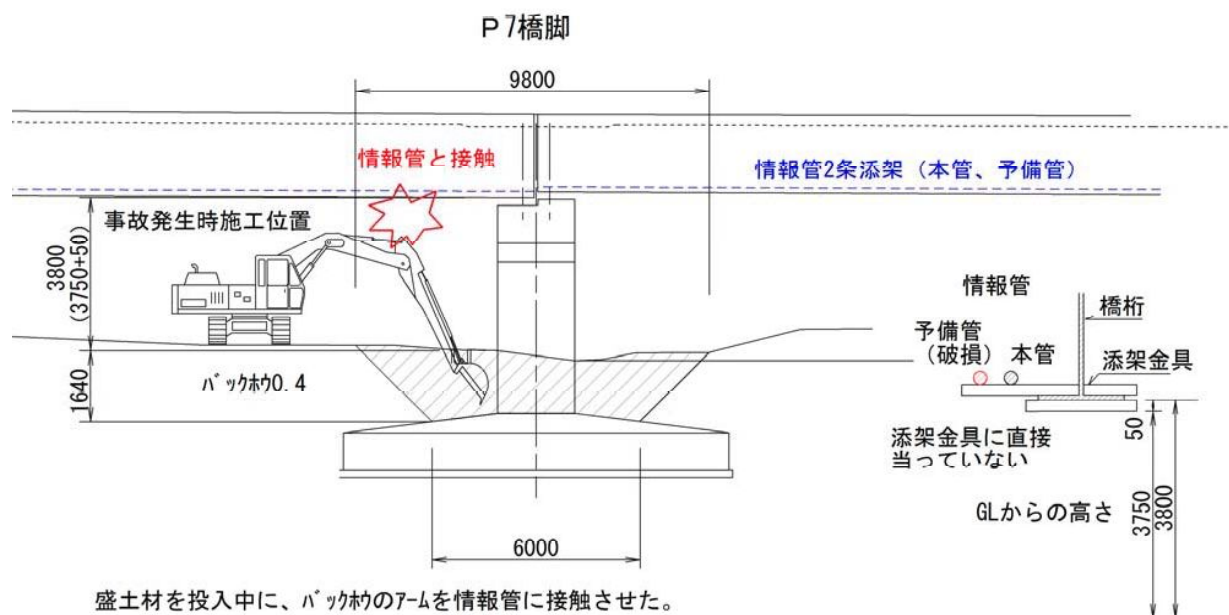 P7橋脚
9800
情報管と接触
情報管2条添架（本管、予備管）
事故発生時施工位置
3800
(3750+50)
1640
バックホウ0.4
6000
情報管
橋桁
予備管
（破損）
本管
添架金具
50
添架金具に直接
当っていない
GLからの高さ
3750
3800
盛土材を投入中に、バックホウのアームを情報管に接触させた。